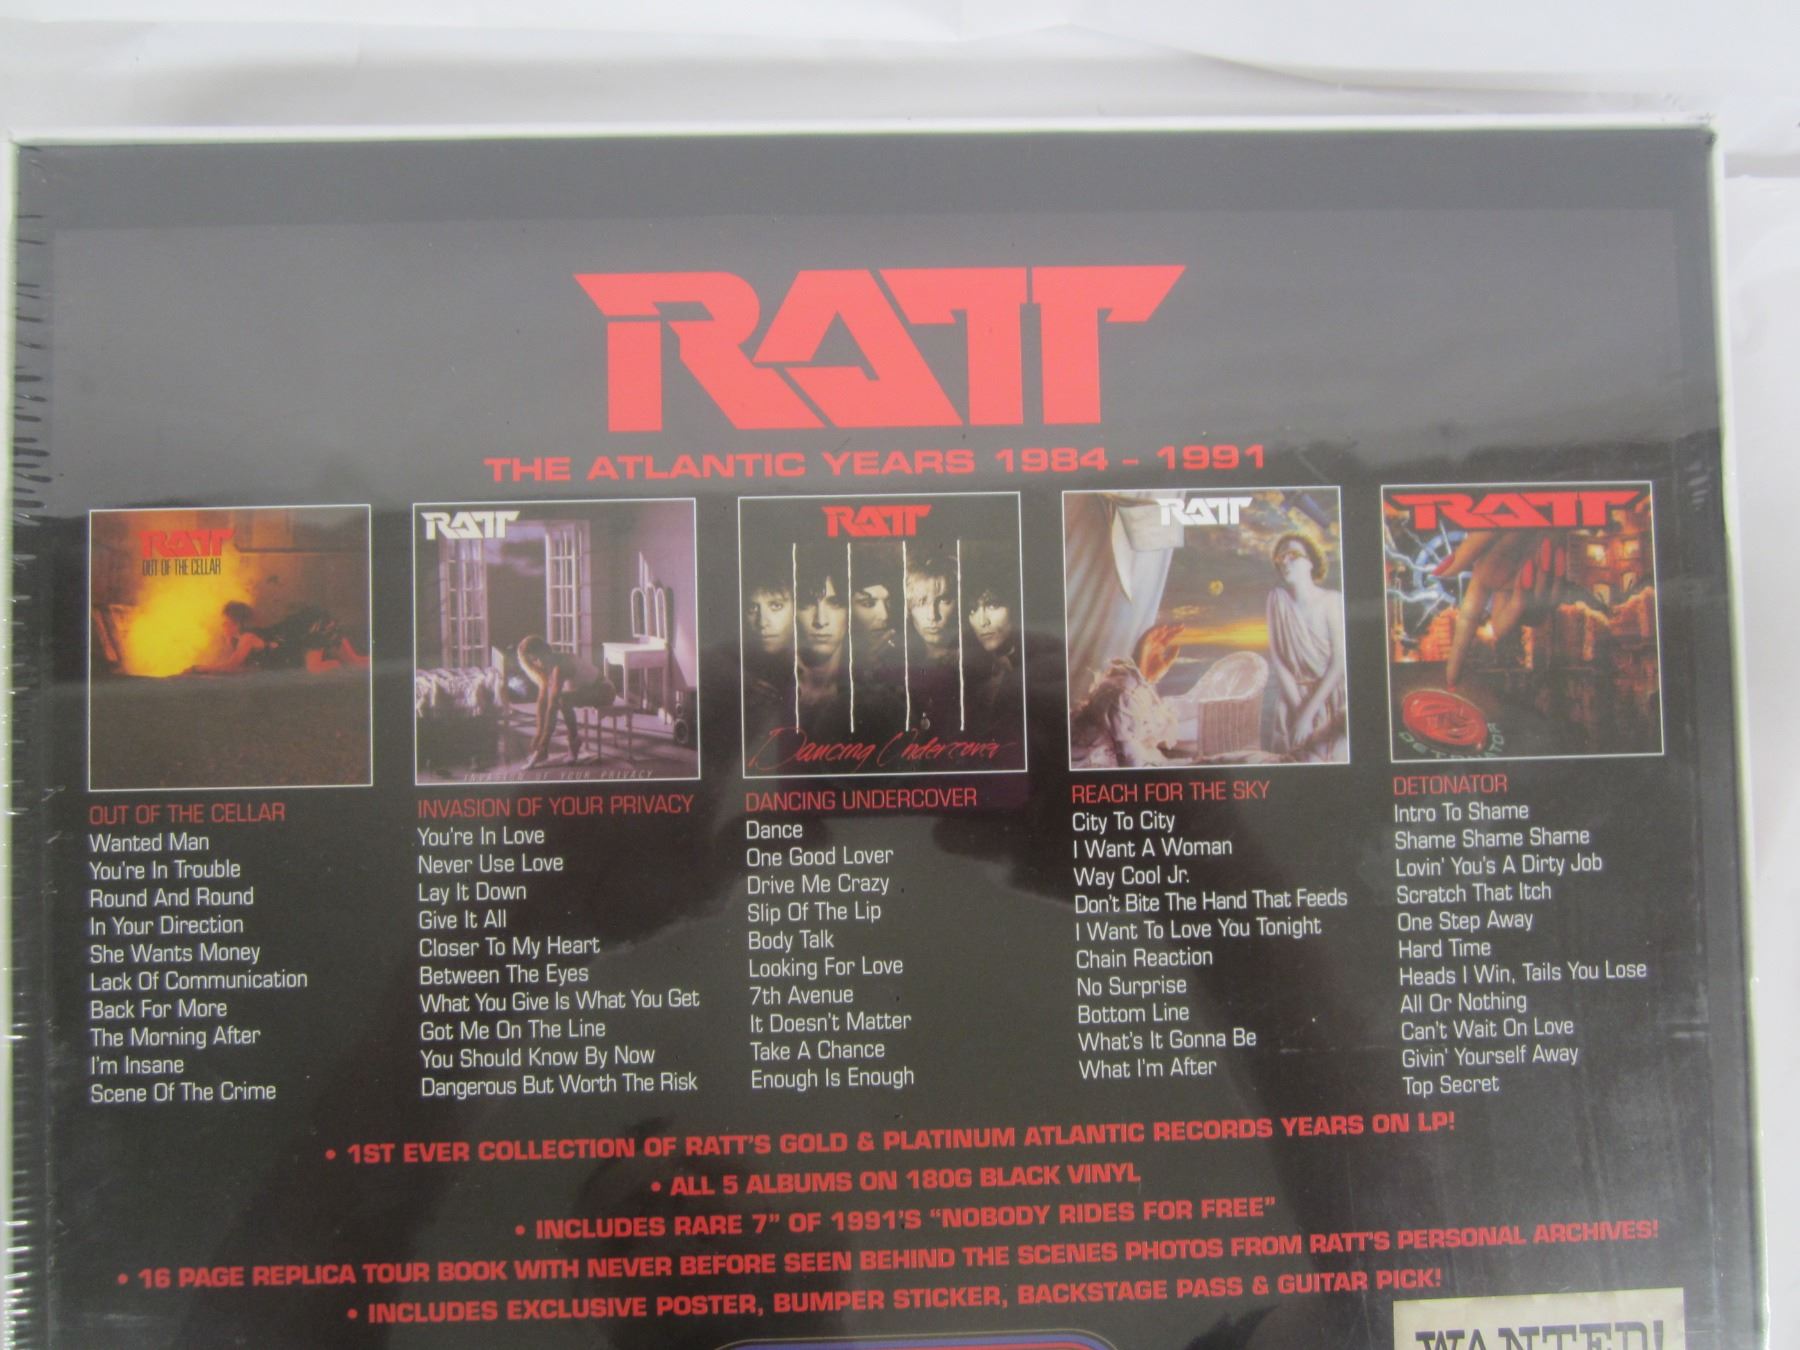 RATT
THE ATLANTIC YEARS 1984 - 1991
RATT
OUT OF THE CELLAR
OUT OF THE CELLAR
Wanted Man
You're In Trouble
Round And Round
In Your Direction
She Wants Money
Lack Of Communication
Back For More
The Morning After
I'm Insane
Scene Of The Crime
RATT
INVASION OF YOUR PRIVACY
INVASION OF YOUR PRIVACY
You're In Love
Never Use Love
Lay It Down
Give It All
Closer To My Heart
Between The Eyes
What You Give Is What You Get
Got Me On The Line
You Should Know By Now
Dangerous But Worth The Risk
RATT
Dancing Undercover
DANCING UNDERCOVER
Dance
One Good Lover
Drive Me Crazy
Slip Of The Lip
Body Talk
Looking For Love
7th Avenue
It Doesn't Matter
Take A Chance
Enough Is Enough
RATT
REACH FOR THE SKY
City To City
I Want A Woman
Way Cool Jr.
Don't Bite The Hand That Feeds
I Want To Love You Tonight
Chain Reaction
No Surprise
Bottom Line
What's It Gonna Be
What I'm After
RATT
DETONATOR
DETONATOR
Intro To Shame
Shame Shame Shame
Lovin' You's A Dirty Job
Scratch That Itch
One Step Away
Hard Time
Heads I Win, Tails You Lose
All Or Nothing
Can't Wait On Love
Givin' Yourself Away
Top Secret
• 1ST EVER COLLECTION OF RATT'S GOLD & PLATINUM ATLANTIC RECORDS YEARS ON LP!
• ALL 5 ALBUMS ON 180G BLACK VINYL
• INCLUDES RARE 7" OF 1991'S "NOBODY RIDES FOR FREE"
• 16 PAGE REPLICA TOUR BOOK WITH NEVER BEFORE SEEN BEHIND THE SCENES PHOTOS FROM RATT'S PERSONAL ARCHIVES!
• INCLUDES EXCLUSIVE POSTER, BUMPER STICKER, BACKSTAGE PASS & GUITAR PICK!
WANTED!